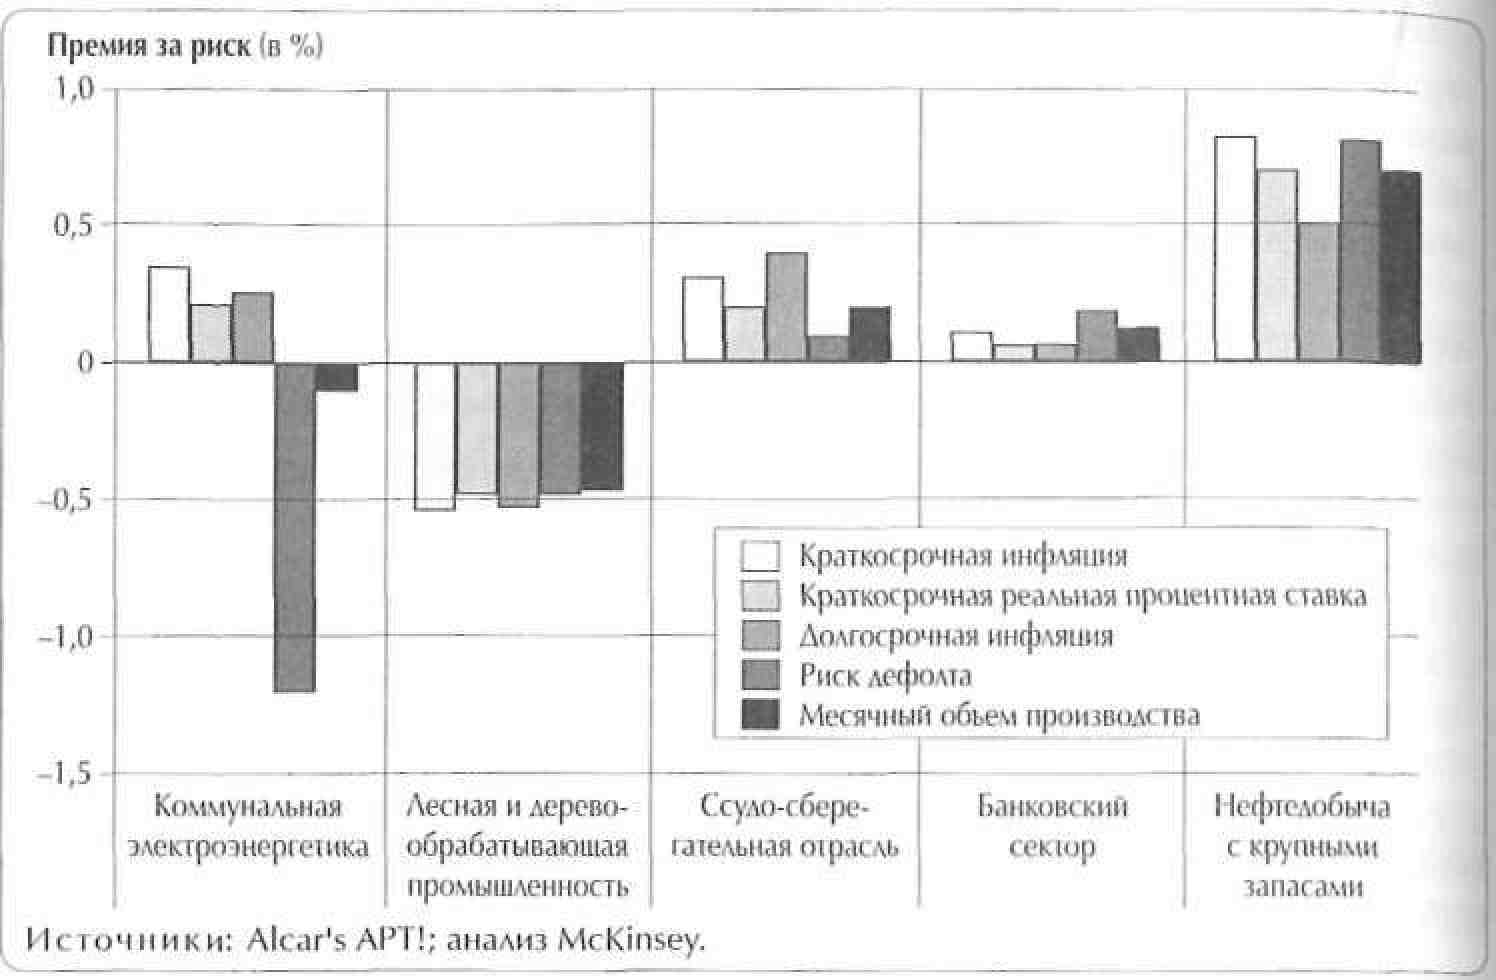 Премия за риск (в %)
1,0
0,5
0
–0,5
–1,0
–1,5
Краткосрочная инфляция
Краткосрочная реальная процентная ставка
Долгосрочная инфляция
Риск дефолта
Месячный объем производства
Коммунальная
электроэнергетика
Лесная и дерево-
обрабатывающая
промышленность
Ссудо-сбере-
гательная отрасль
Банковский
сектор
Нефтедобыча
с крупными
запасами
Источники: Alcar's APT!; анализ McKinsey.